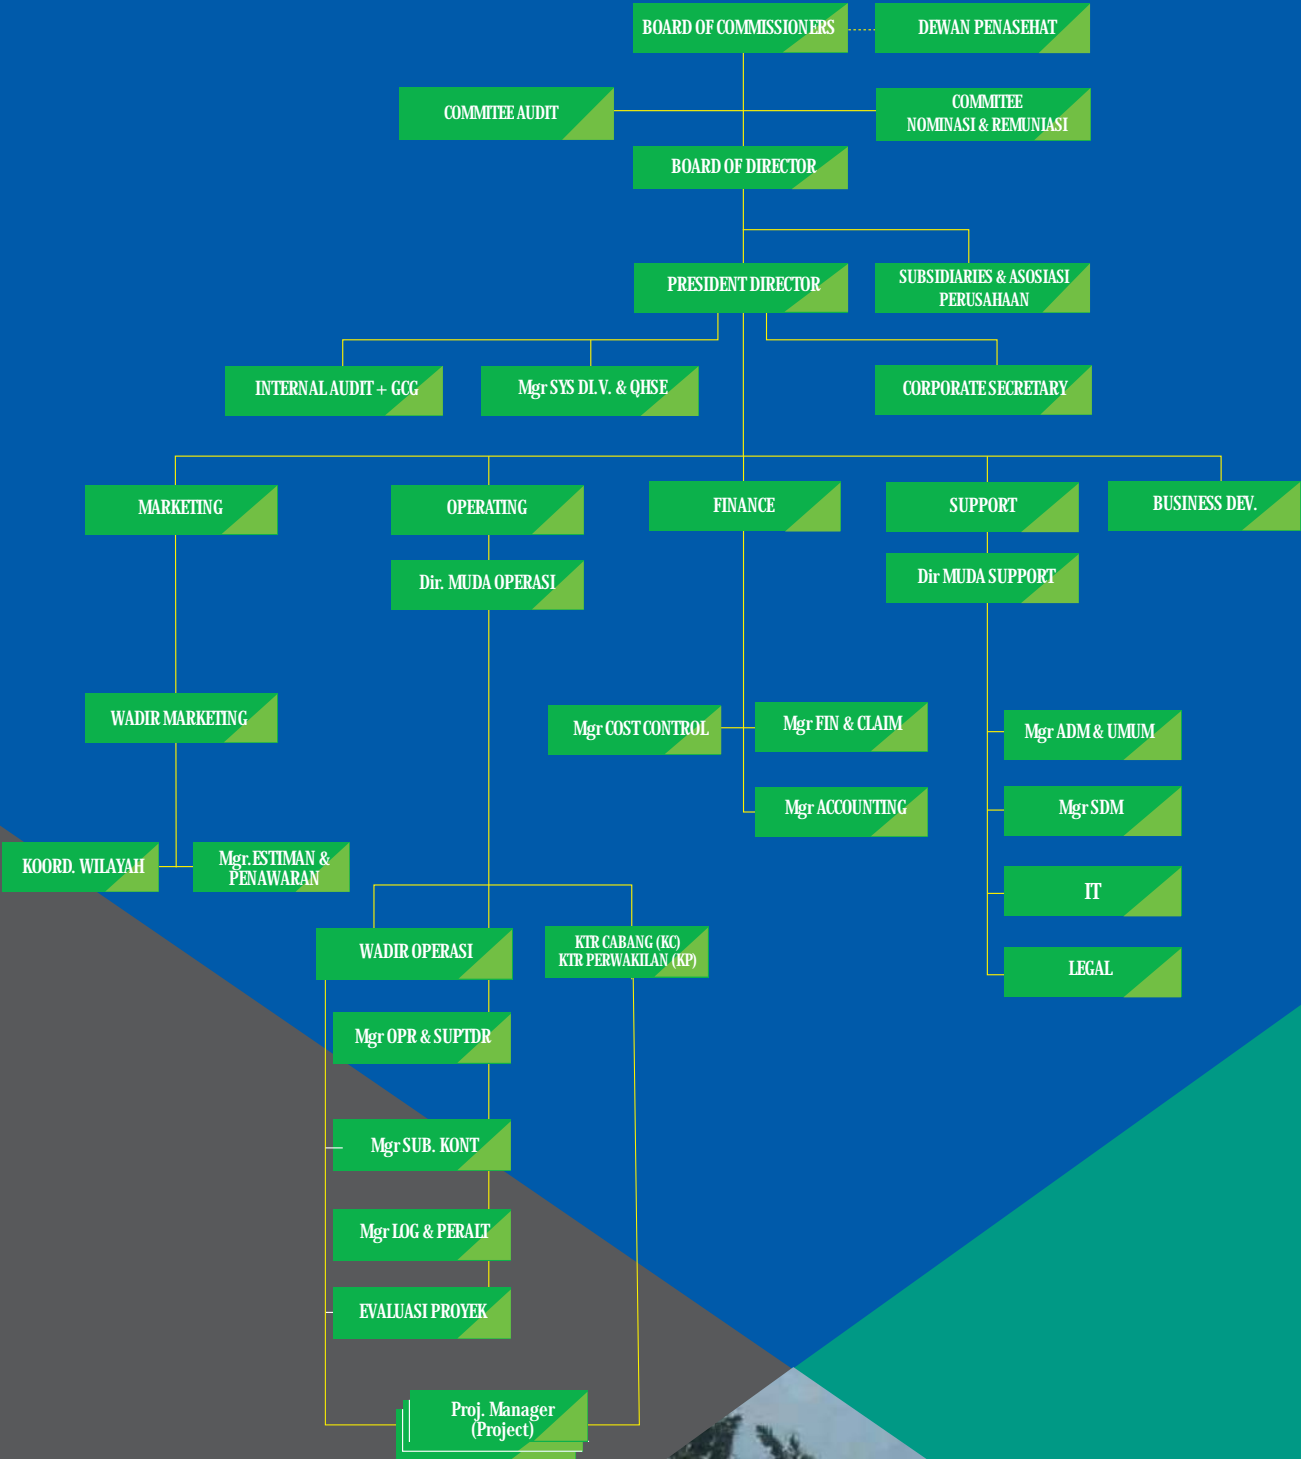 BOARD OF COMMISSIONERS
DEWAN PENASEHAT
COMMITEE AUDIT
COMMITEE
NOMINASI & REMUNIASI
BOARD OF DIRECTOR
PRESIDENT DIRECTOR
SUBSIDIARIES & ASOSIASI
PERUSAHAAN
INTERNAL AUDIT + GCG
Mgr SYS DI.V. & QHSE
CORPORATE SECRETARY
MARKETING
OPERATING
FINANCE
SUPPORT
BUSINESS DEV.
Dir. MUDA OPERASI
Dir MUDA SUPPORT
WADIR MARKETING
Mgr COST CONTROL
Mgr FIN & CLAIM
Mgr ADM & UMUM
Mgr ACCOUNTING
Mgr SDM
KOORD. WILAYAH
Mgr.ESTIMAN &
PENAWARAN
IT
WADIR OPERASI
KTR CABANG (KC)
KTR PERWAKILAN (KP)
LEGAL
Mgr OPR & SUPTDR
Mgr SUB. KONT
Mgr LOG & PERALT
EVALUASI PROYEK
Proj. Manager
(Project)